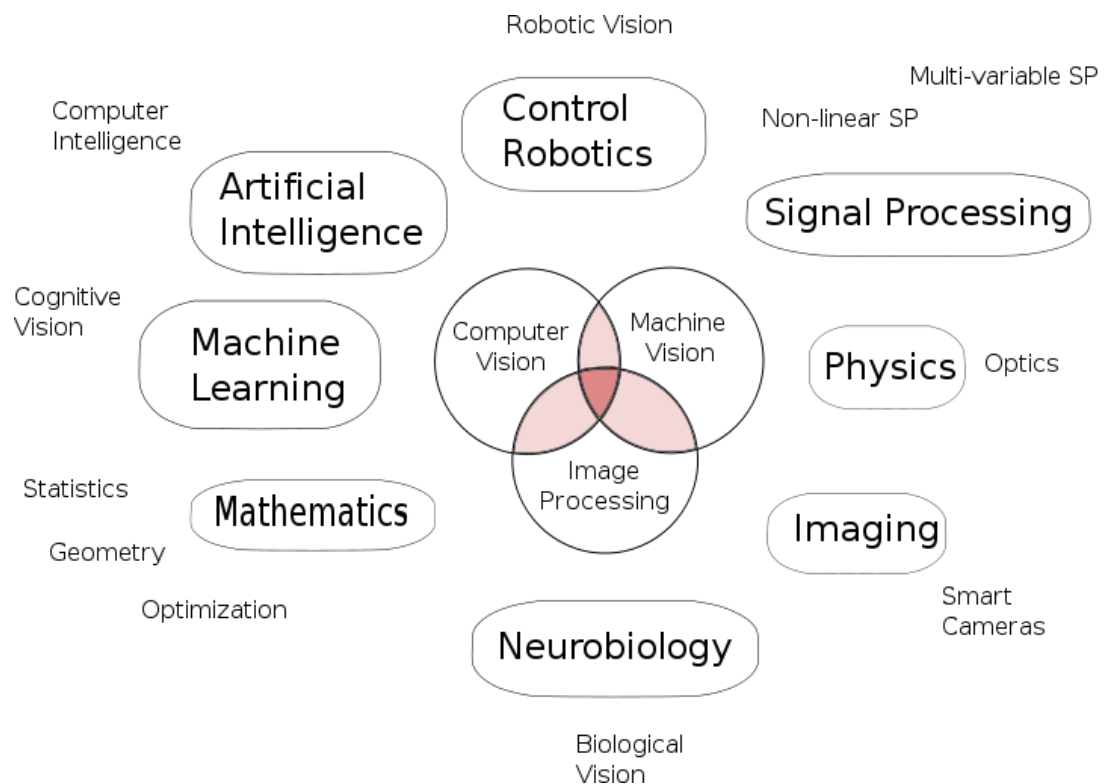 Robotic Vision
Multi-variable SP
Computer
Intelligence
Control
Robotics
Non-linear SP
Artificial
Intelligence
Signal Processing
Cognitive
Vision
Machine
Learning
Computer
Vision
Machine
Vision
Physics
Optics
Statistics
Mathematics
Image
Processing
Imaging
Geometry
Optimization
Smart
Cameras
Neurobiology
Biological
Vision